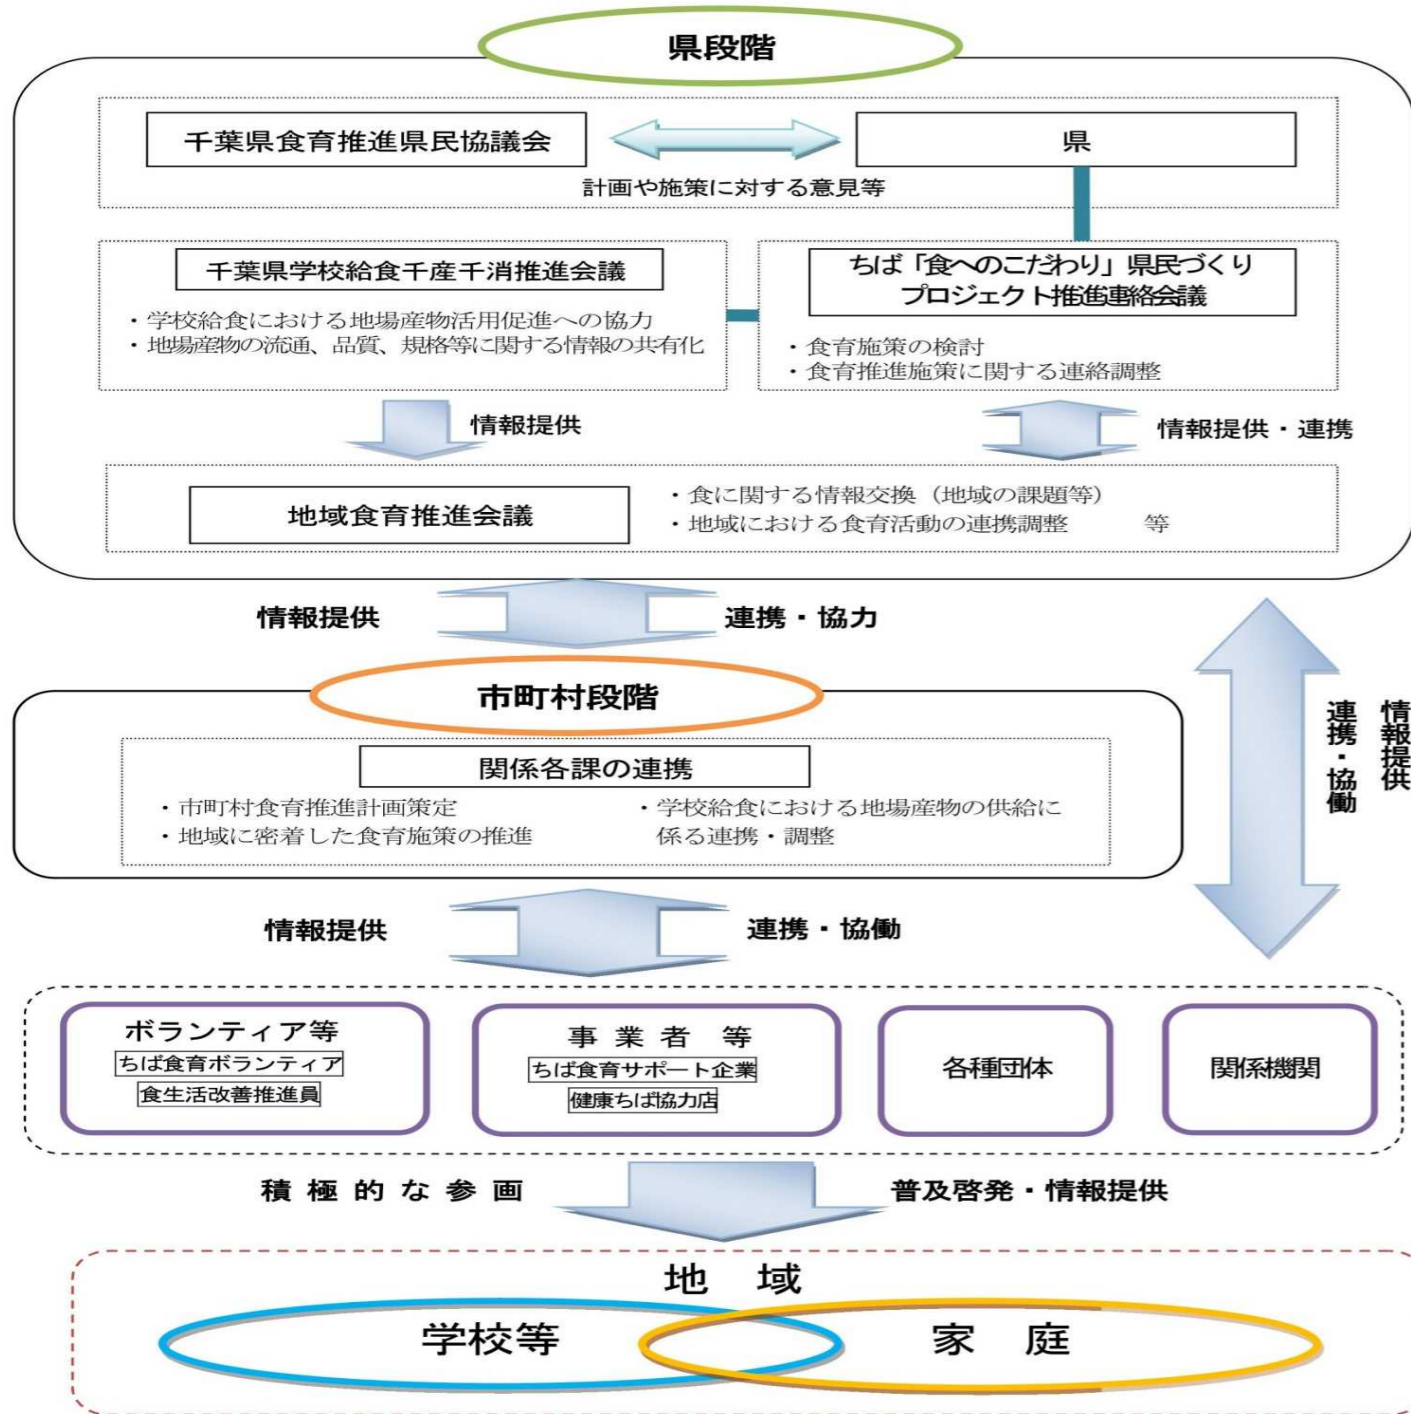 県段階
千葉県食育推進県民協議会
県
計画や施策に対する意見等
千葉県学校給食千産千消推進会議
・学校給食における地場産物活用促進への協力
・地場産物の流通、品質、規格等に関する情報の共有化
ちば「食へのこだわり」県民づくり
プロジェクト推進連絡会議
・食育施策の検討
・食育推進施策に関する連絡調整
情報提供
情報提供・連携
地域食育推進会議
・食に関する情報交換（地域の課題等）
・地域における食育活動の連携調整　　　等
情報提供
連携・協力
情報提供
連携・協働
市町村段階
関係各課の連携
・市町村食育推進計画策定
・地域に密着した食育施策の推進
・学校給食における地場産物の供給に
係る連携・調整
情報提供
連携・協働
ボランティア等
ちば食育ボランティア
食生活改善推進員
事業者　等
ちば食育サポート企業
健康ちば協力店
各種団体
関係機関
積極的な参画
普及啓発・情報提供
地　域
学校等
家　庭